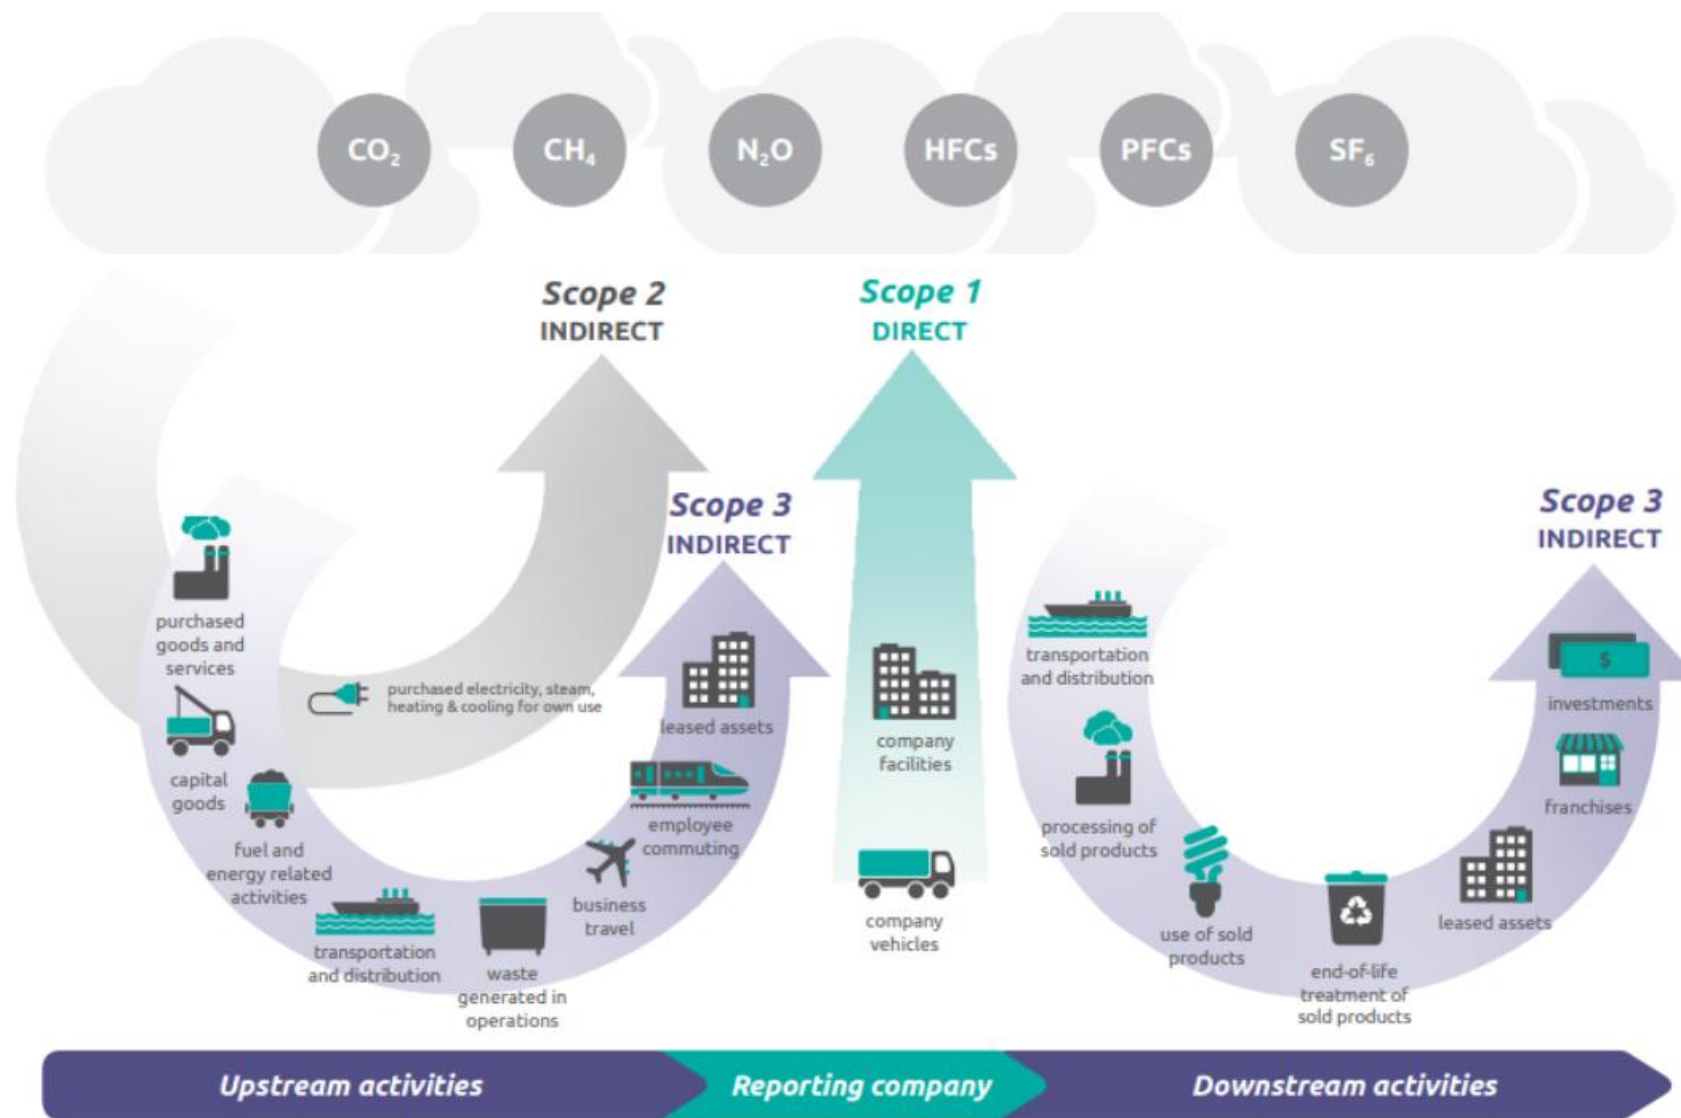 CO₂
CH₄
N₂O
HFCs
PFCs
SF₆
Scope 2
INDIRECT
Scope 1
DIRECT
Scope 3
INDIRECT
Scope 3
INDIRECT
purchased
goods and
services
capital
goods
fuel and
energy related
activities
transportation
and distribution
waste
generated in
operations
business
travel
employee
commuting
leased assets
purchased electricity, steam,
heating & cooling for own use
company
facilities
company
vehicles
transportation
and distribution
processing of
sold products
use of sold
products
end-of-life
treatment of
sold products
leased assets
franchises
$
investments
Upstream activities
Reporting company
Downstream activities